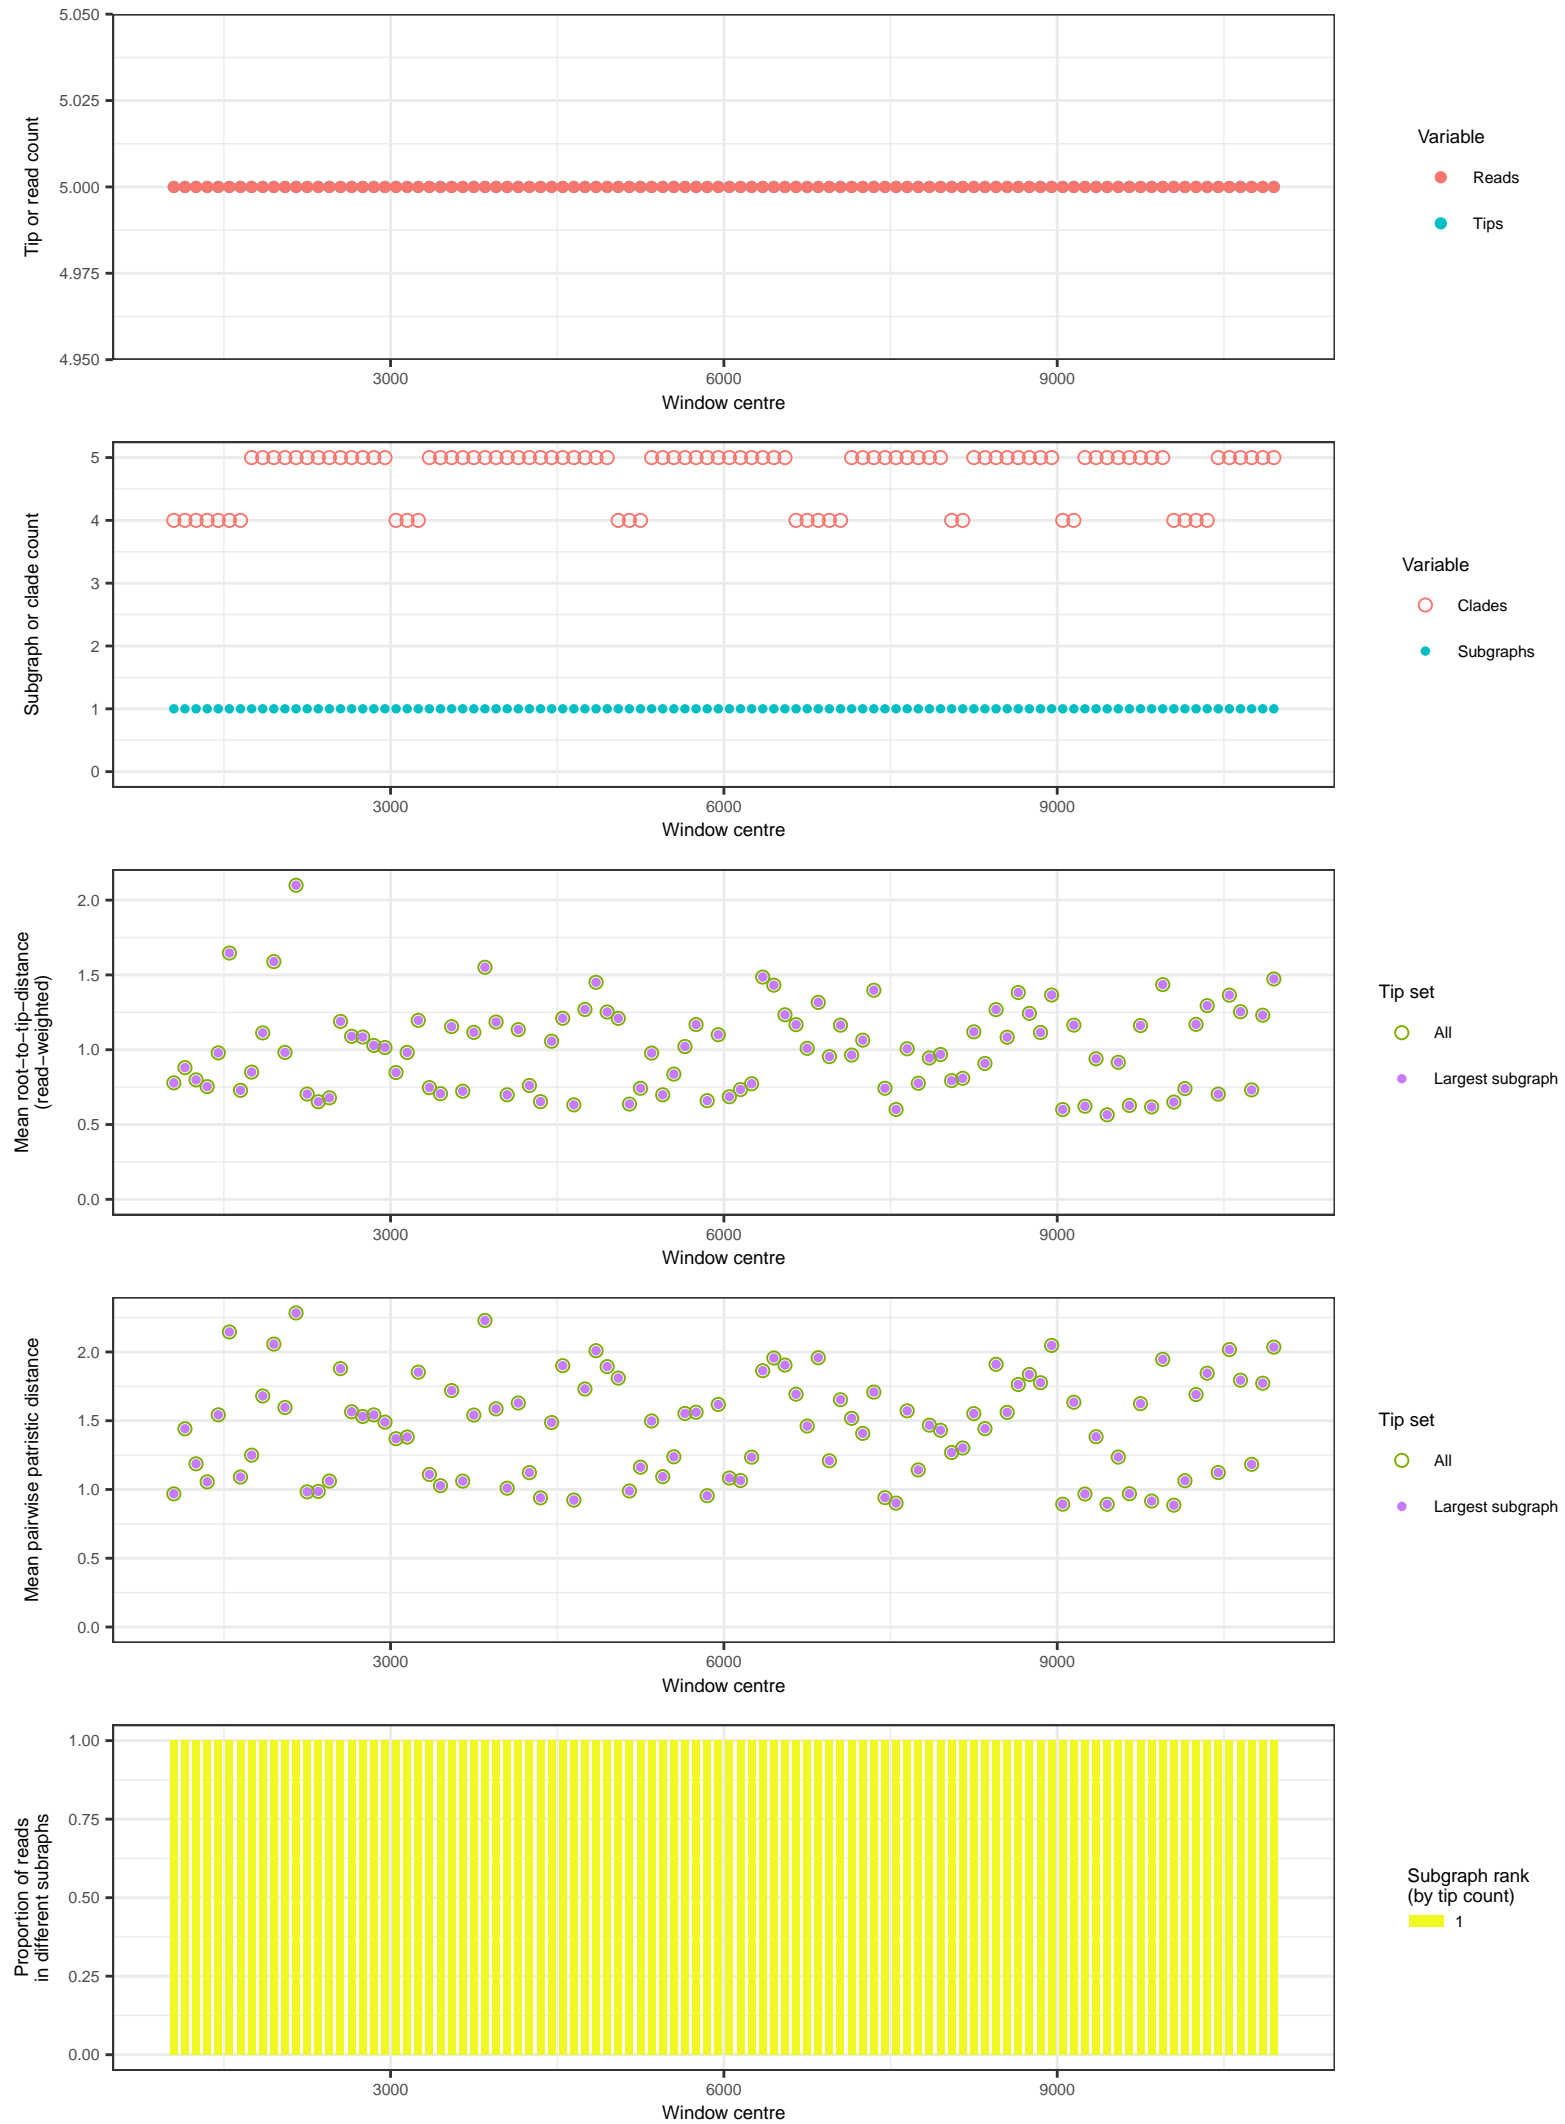 5.050
5.025
5.000
4.975
4.950
Tip or read count
3000 6000 9000
Window centre
Variable
Reads
Tips
5
4
3
2
1
0
Subgraph or clade count
3000 6000 9000
Window centre
Variable
Clades
Subgraphs
2.0
1.5
1.0
0.5
0.0
Mean root−to−tip−distance
(read−weighted)
3000 6000 9000
Window centre
Tip set
All
Largest subgraph
2.0
1.5
1.0
0.5
0.0
Mean pairwise patristic distance
3000 6000 9000
Window centre
Tip set
All
Largest subgraph
1.00
0.75
0.50
0.25
0.00
Proportion of reads
in different subraphs
3000 6000 9000
Window centre
Subgraph rank
(by tip count)
1